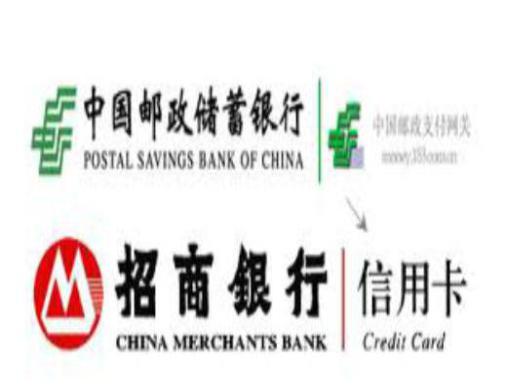 中国邮政储蓄银行
POSTAL SAVINGS BANK OF CHINA
中国邮政支付网关
招商銀行
CHINA MERCHANTS BANK
信用卡
Credit Card